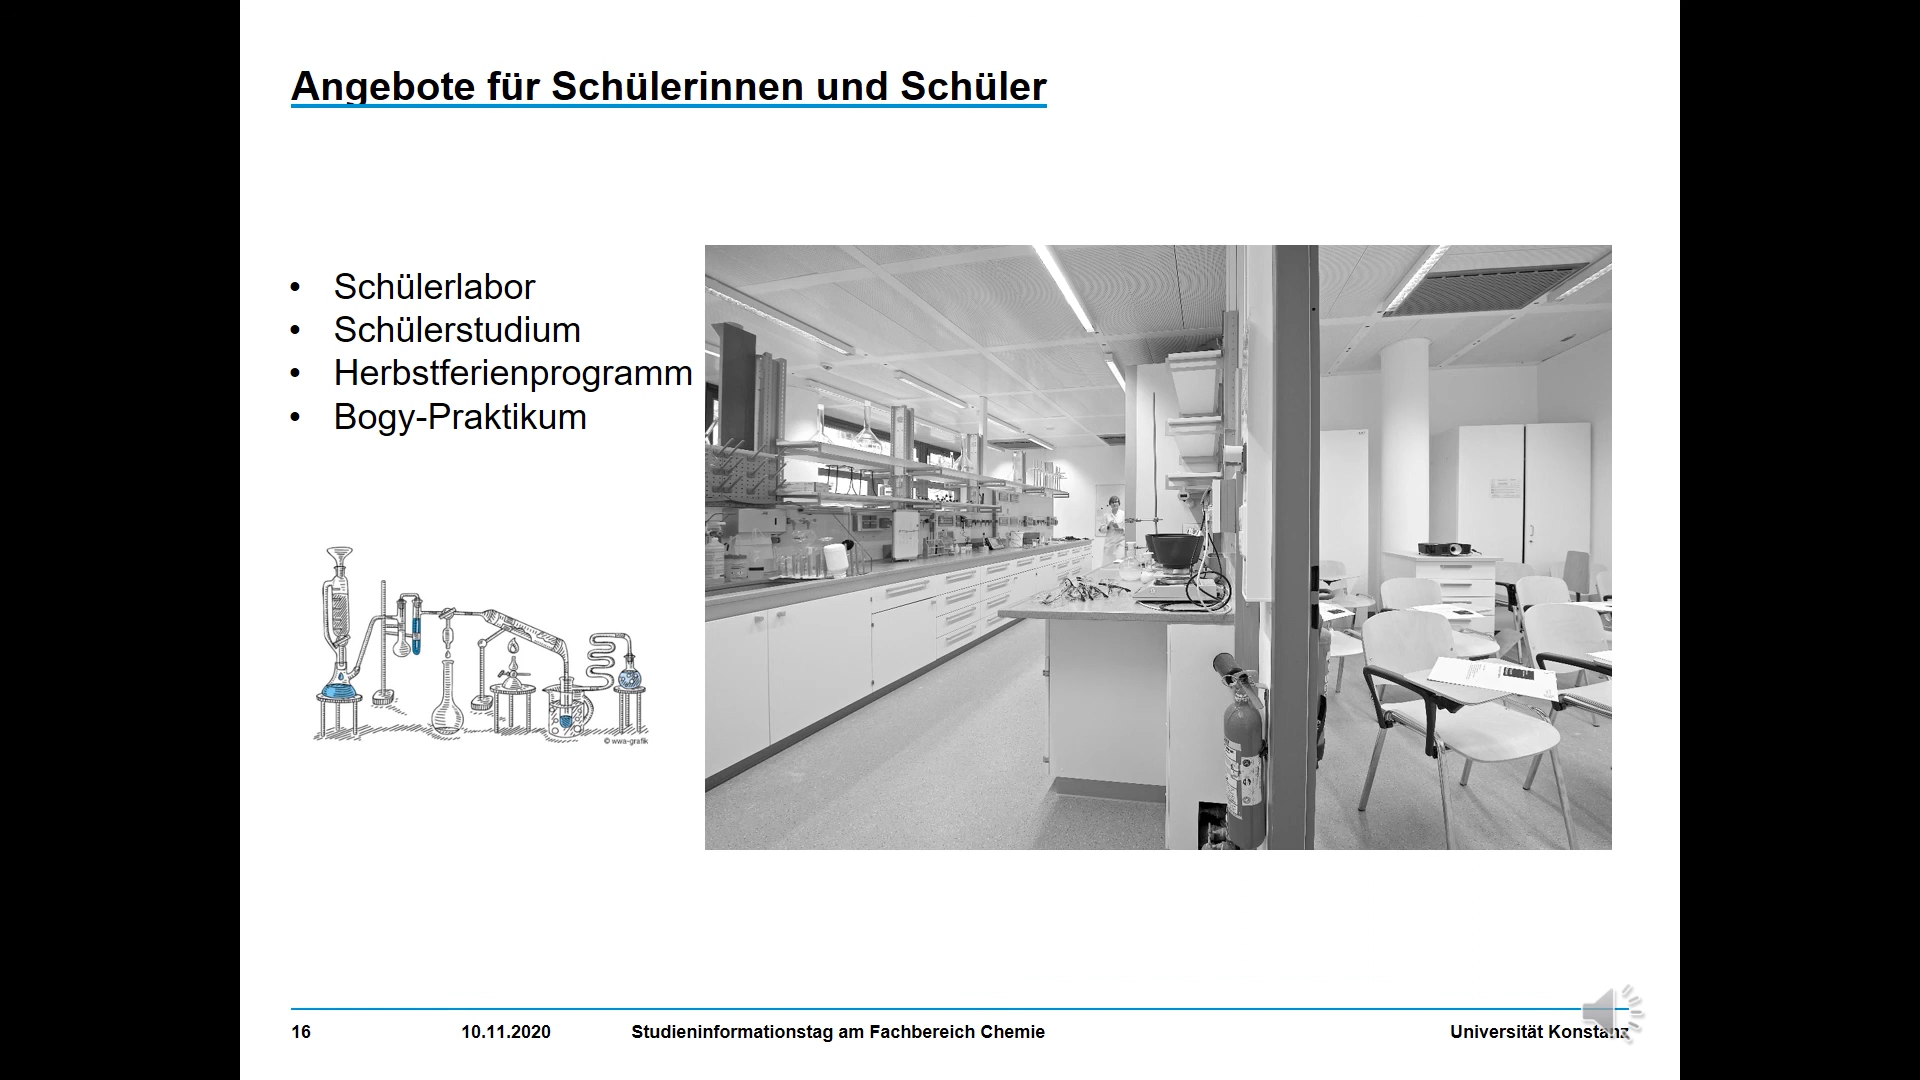 Angebote für Schülerinnen und Schüler
• Schülerlabor
• Schülerstudium
• Herbstferienprogramm
• Bogy-Praktikum
© wwa-grafik
16 10.11.2020 Studieninformationstag am Fachbereich Chemie Universität Konstanz